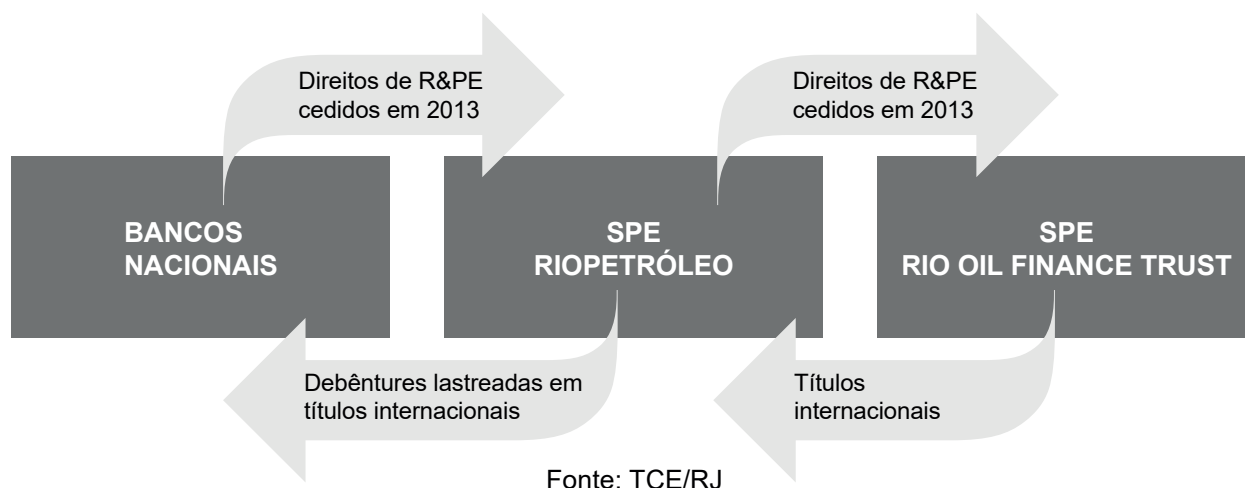 Direitos de R&PE
cedidos em 2013
Direitos de R&PE
cedidos em 2013
BANCOS
NACIONAIS
SPE
RIOPETRÓLEO
SPE
RIO OIL FINANCE TRUST
Debêntures lastreadas em
títulos internacionais
Títulos
internacionais
Fonte: TCE/RJ